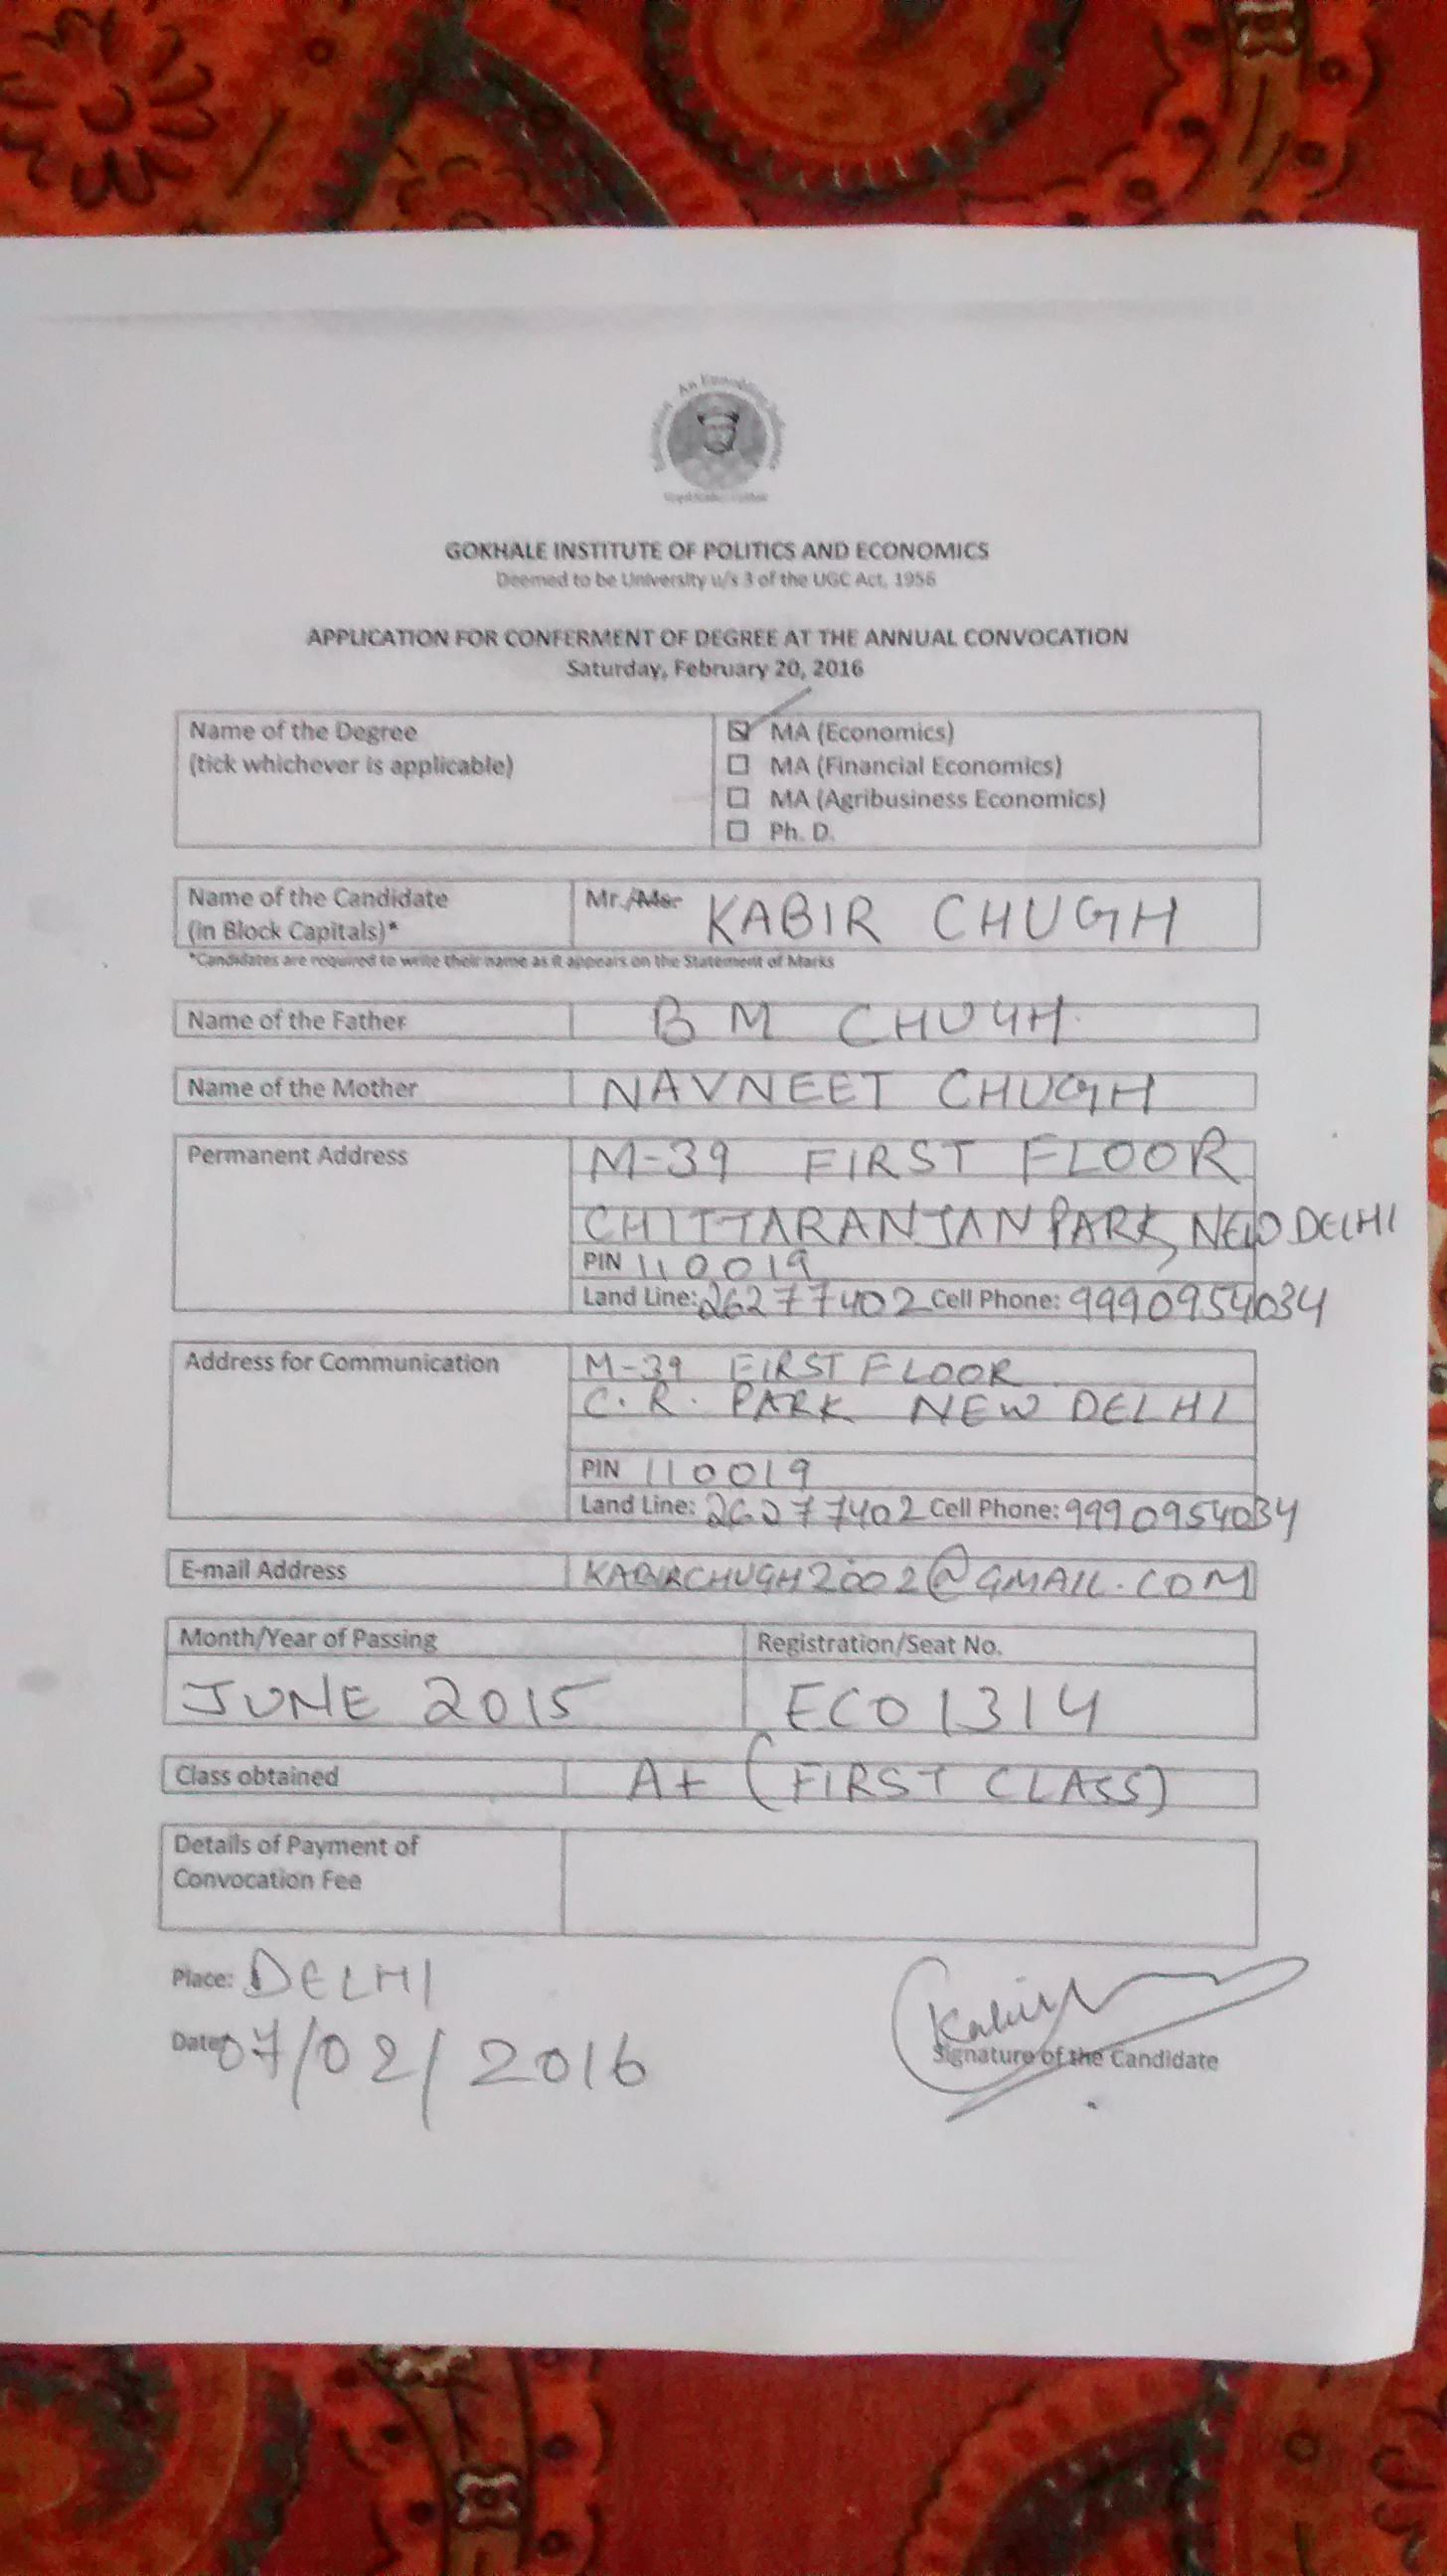 GOKHALE INSTITUTE OF POLITICS AND ECONOMICS
Deemed to be University u/s 3 of the UGC Act, 1956
APPLICATION FOR CONFERMENT OF DEGREE AT THE ANNUAL CONVOCATION
Saturday, February 20, 2016
Name of the Degree
(tick whichever is applicable)
MA (Economics)
MA (Financial Economics)
MA (Agribusiness Economics)
Ph. D.
Name of the Candidate
(in Block Capitals)*
Mr./Ms. KABIR CHUGH
*Candidates are required to write their name as it appears on the Statement of Marks
Name of the Father B M CHUGH
Name of the Mother NAVNEET CHUGH
Permanent Address M-39 FIRST FLOOR
CHITTARANJAN PARK, NEW DELHI
PIN 110019
Land Line: 26277402 Cell Phone: 9990954034
Address for Communication M-39 FIRST FLOOR
C. R. PARK NEW DELHI
PIN 110019
Land Line: 26277402 Cell Phone: 9990954034
E-mail Address KABIRCHUGH2002@GMAIL.COM
Month/Year of Passing Registration/Seat No.
JUNE 2015 ECO1314
Class obtained A+ (FIRST CLASS)
Details of Payment of
Convocation Fee
Place: DELHI
Date: 07/02/2016
Kabir
Signature of the Candidate